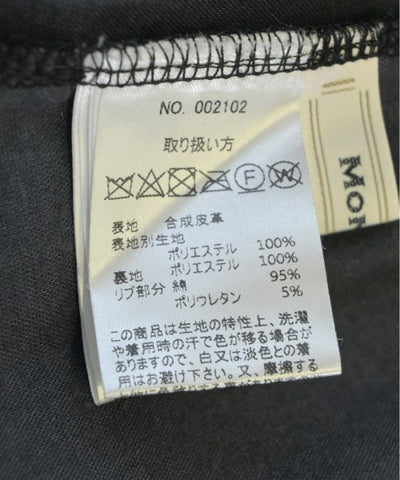 NO. 002102
取り扱い方
F W
表地 合成皮革
表地別生地
ポリエステル 100%
裏地 ポリエステル 100%
リブ部分 綿 95%
ポリウレタン 5%
この商品は生地の特性上、洗濯
や着用時の汗で色が移る場合が
ありますので、白又は淡色との着
用はお避け下さい。又、摩擦する
MO